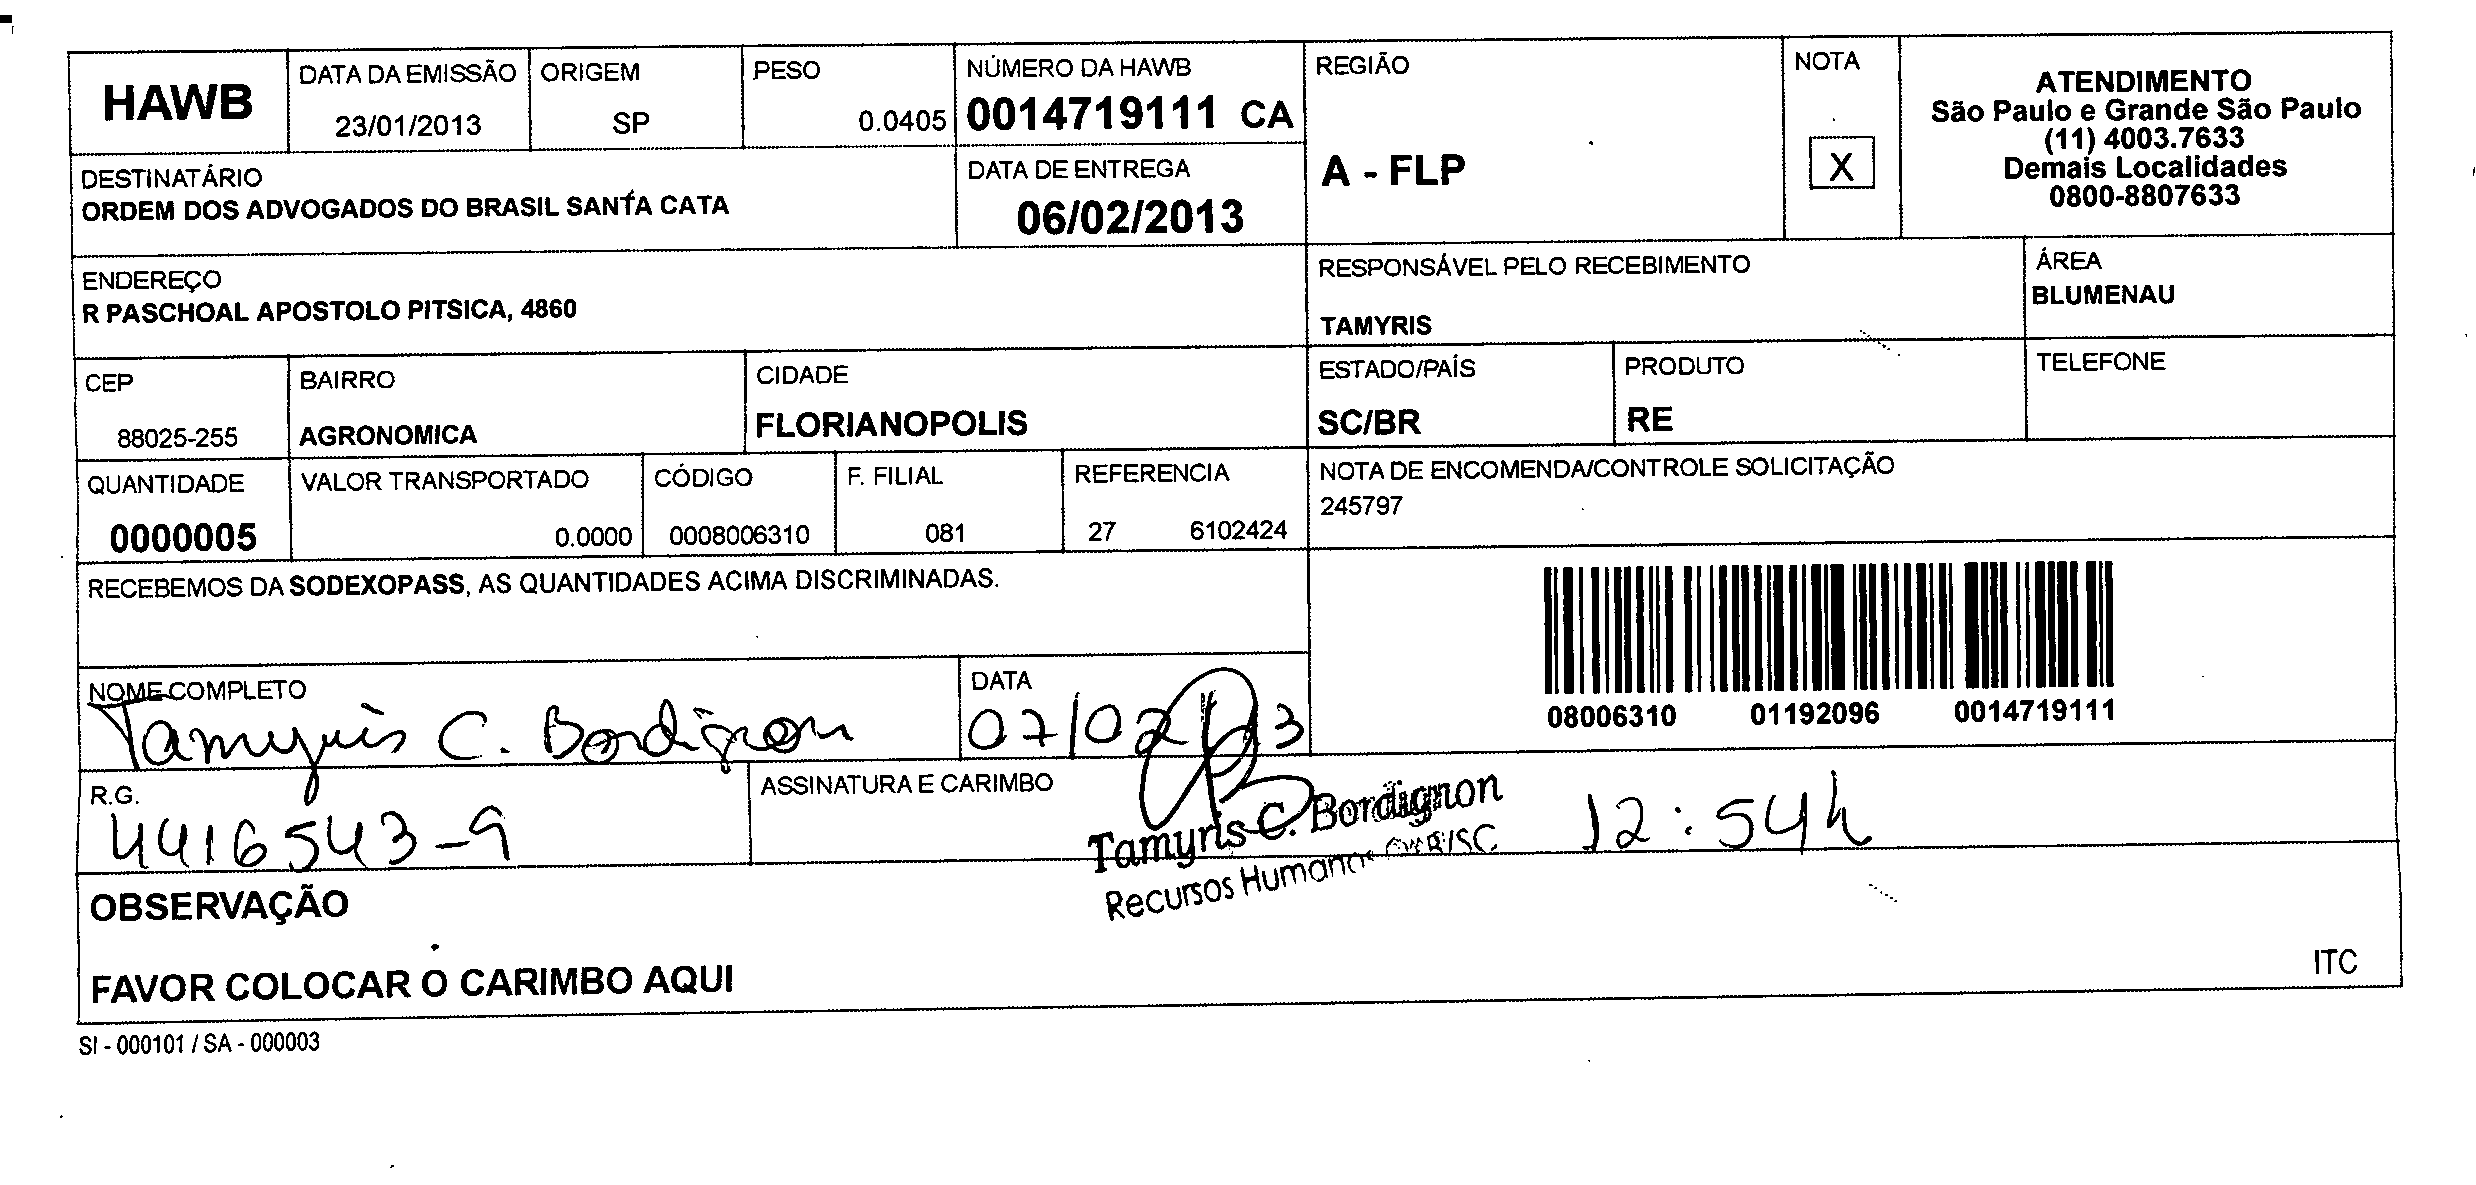 HAWB
DATA DA EMISSÃO
23/01/2013
ORIGEM
SP
PESO
0.0405
NÚMERO DA HAWB
0014719111 CA
REGIÃO
A - FLP
NOTA
X
ATENDIMENTO
São Paulo e Grande São Paulo
(11) 4003.7633
Demais Localidades
0800-8807633
DESTINATÁRIO
ORDEM DOS ADVOGADOS DO BRASIL SANTA CATA
DATA DE ENTREGA
06/02/2013
ENDEREÇO
R PASCHOAL APOSTOLO PITSICA, 4860
RESPONSÁVEL PELO RECEBIMENTO
TAMYRIS
ÁREA
BLUMENAU
CEP
88025-255
BAIRRO
AGRONOMICA
CIDADE
FLORIANOPOLIS
ESTADO/PAÍS
SC/BR
PRODUTO
RE
TELEFONE
QUANTIDADE
0000005
VALOR TRANSPORTADO
0.0000
CÓDIGO
0008006310
F. FILIAL
081
REFERENCIA
27 6102424
NOTA DE ENCOMENDA/CONTROLE SOLICITAÇÃO
245797
RECEBEMOS DA SODEXOPASS, AS QUANTIDADES ACIMA DISCRIMINADAS.
08006310 01192096 0014719111
NOME COMPLETO
Tamyris C. Bordignon
DATA
07/02/13
R.G.
4416543-9
ASSINATURA E CARIMBO
Tamyris C. Bordignon
Recursos Humanos
12:54h
OBSERVAÇÃO
FAVOR COLOCAR O CARIMBO AQUI
ITC
SI - 000101 / SA - 000003